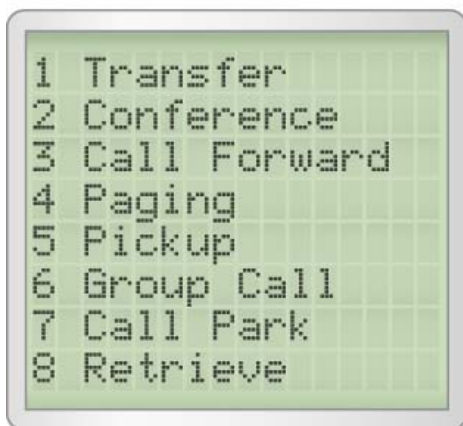 1 Transfer
2 Conference
3 Call Forward
4 Paging
5 Pickup
6 Group Call
7 Call Park
8 Retrieve